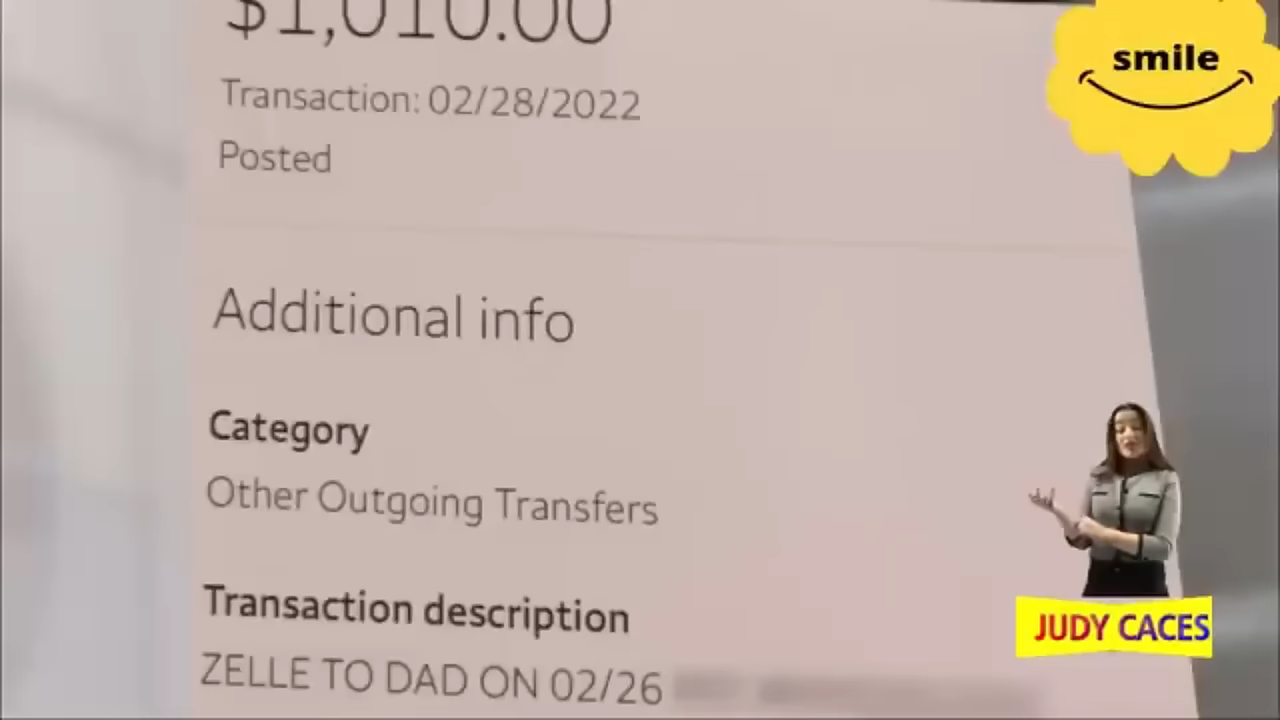 $1,010.00
smile
Transaction: 02/28/2022
Posted
Additional info
Category
Other Outgoing Transfers
Transaction description
ZELLE TO DAD ON 02/26
JUDY CACES